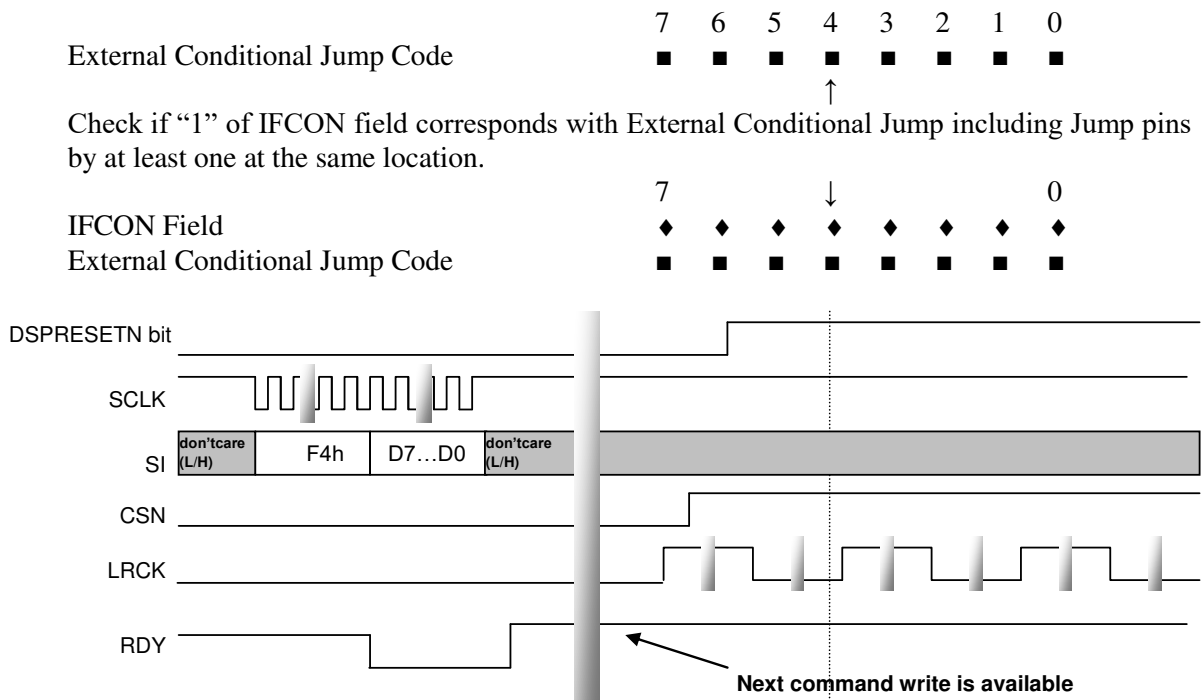 7 6 5 4 3 2 1 0
External Conditional Jump Code ■ ■ ■ ■ ■ ■ ■ ■
↑
Check if “1” of IFCON field corresponds with External Conditional Jump including Jump pins
by at least one at the same location.
7 ↓ 0
IFCON Field ♦ ♦ ♦ ♦ ♦ ♦ ♦ ♦
External Conditional Jump Code ■ ■ ■ ■ ■ ■ ■ ■
DSPRESETN bit
SCLK
SI
don'tcare
(L/H)
F4h
D7…D0
don'tcare
(L/H)
CSN
LRCK
RDY
Next command write is available